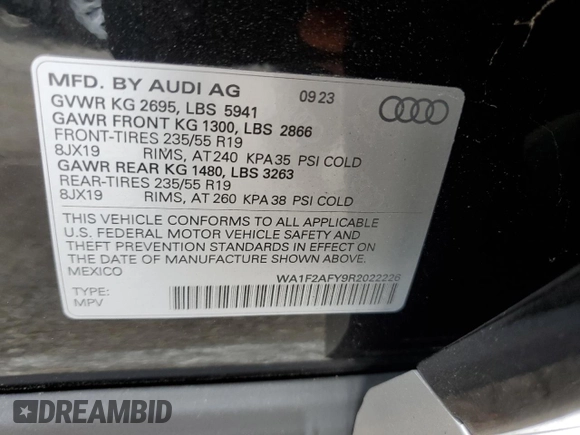 MFD. BY AUDI AG 09 23
GVWR KG 2695, LBS 5941
GAWR FRONT KG 1300, LBS 2866
FRONT-TIRES 235/55 R19
8JX19 RIMS, AT 240 KPA 35 PSI COLD
GAWR REAR KG 1480, LBS 3263
REAR-TIRES 235/55 R19
8JX19 RIMS, AT 260 KPA 38 PSI COLD
THIS VEHICLE CONFORMS TO ALL APPLICABLE
U.S. FEDERAL MOTOR VEHICLE SAFETY AND
THEFT PREVENTION STANDARDS IN EFFECT ON
THE DATE OF MANUFACTURE SHOWN ABOVE.
MEXICO WA1F2AFY9R2022226
TYPE:
MPV
DREAMBID